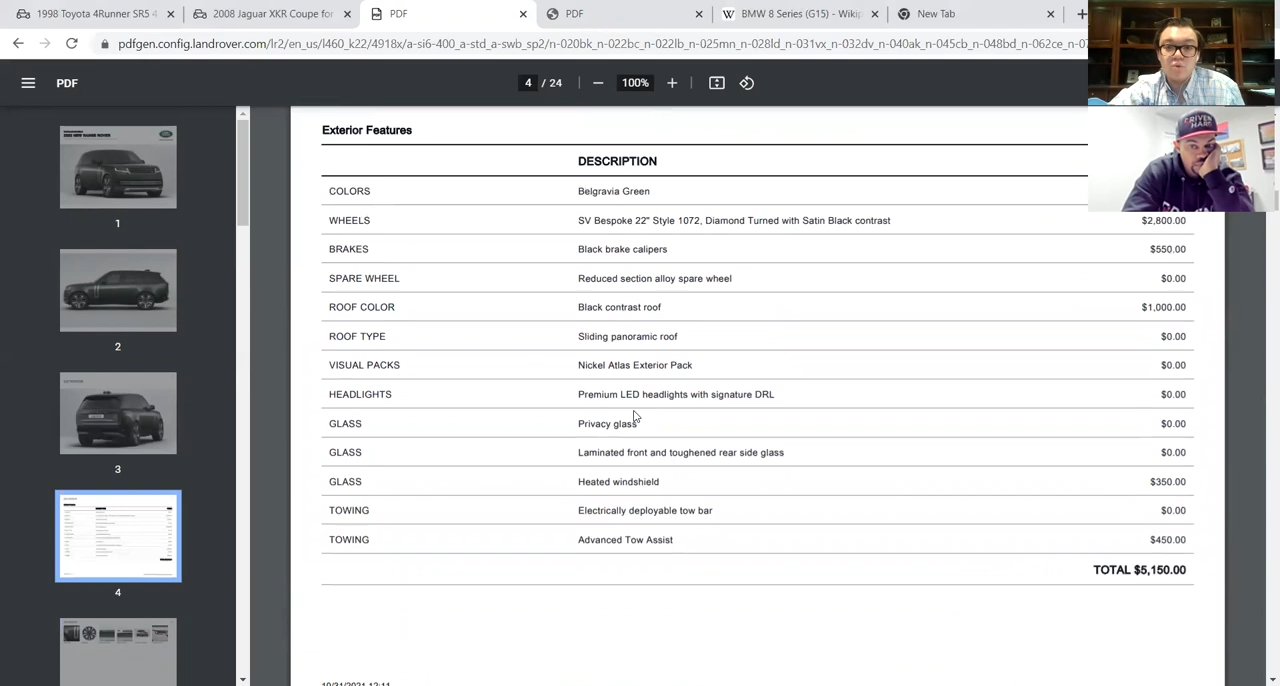 1998 Toyota 4Runner SR5 4
2008 Jaguar XKR Coupe for
PDF
PDF
BMW 8 Series (G15) - Wikip
New Tab
pdfgen.config.landrover.com/lr2/en_us/l460_k22/4918x/a-si6-400_a-std_a-swb_sp2/n-020bk_n-022bc_n-022lb_n-025mn_n-028ld_n-031vx_n-032dv_n-040ak_n-045cb_n-048bd_n-062ce_n-07
PDF
4 / 24
100%
Exterior Features
DESCRIPTION
COLORS Belgravia Green
WHEELS SV Bespoke 22" Style 1072, Diamond Turned with Satin Black contrast $2,800.00
BRAKES Black brake calipers $550.00
SPARE WHEEL Reduced section alloy spare wheel $0.00
ROOF COLOR Black contrast roof $1,000.00
ROOF TYPE Sliding panoramic roof $0.00
VISUAL PACKS Nickel Atlas Exterior Pack $0.00
HEADLIGHTS Premium LED headlights with signature DRL $0.00
GLASS Privacy glass $0.00
GLASS Laminated front and toughened rear side glass $0.00
GLASS Heated windshield $350.00
TOWING Electrically deployable tow bar $0.00
TOWING Advanced Tow Assist $450.00
TOTAL $5,150.00
10/31/2021 12:11
1
2
3
4
DRIVEN
HARD